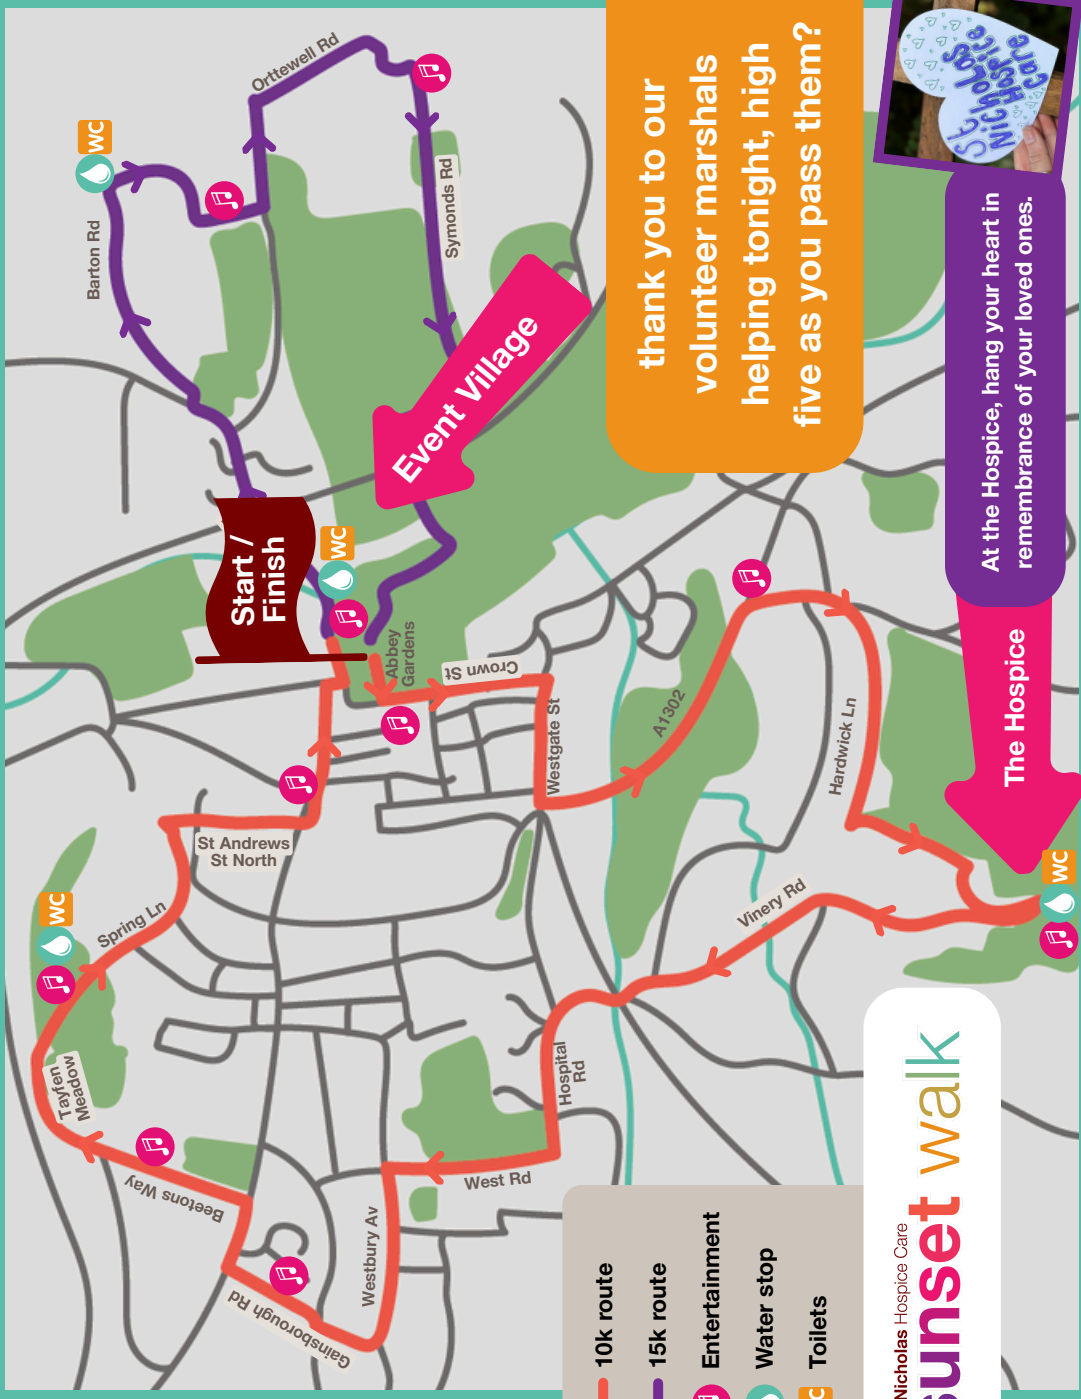 Orttewell Rd
WC
Barton Rd
Symonds Rd
Event Village
thank you to our
volunteer marshals
helping tonight, high
five as you pass them?
St
Nicholas
Hospice
Care
At the Hospice, hang your heart in
remembrance of your loved ones.
The Hospice
Start /
Finish
WC
Abbey
Gardens
Crown St
Westgate St
A1302
Hardwick Ln
WC
Vinery Rd
St Andrews
St North
WC
Spring Ln
Tayfen
Meadow
Beetons Way
Gainsborough Rd
Westbury Av
West Rd
Hospital
Rd
10k route
15k route
Entertainment
Water stop
Toilets
Nicholas Hospice Care
sunset walk